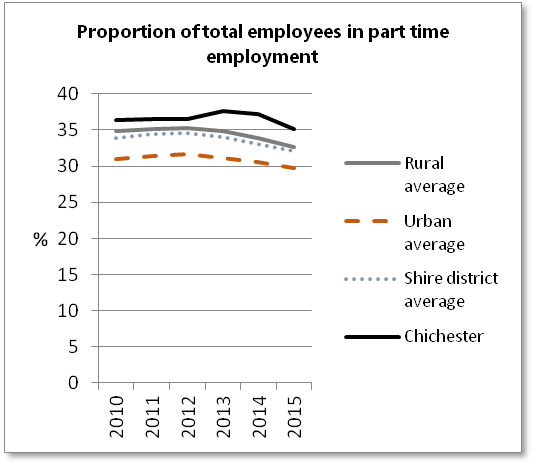 Proportion of total employees in part time
employment
40
35
30
25
20
15
10
5
0
%
2010
2011
2012
2013
2014
2015
Rural
average
Urban
average
Shire district
average
Chichester